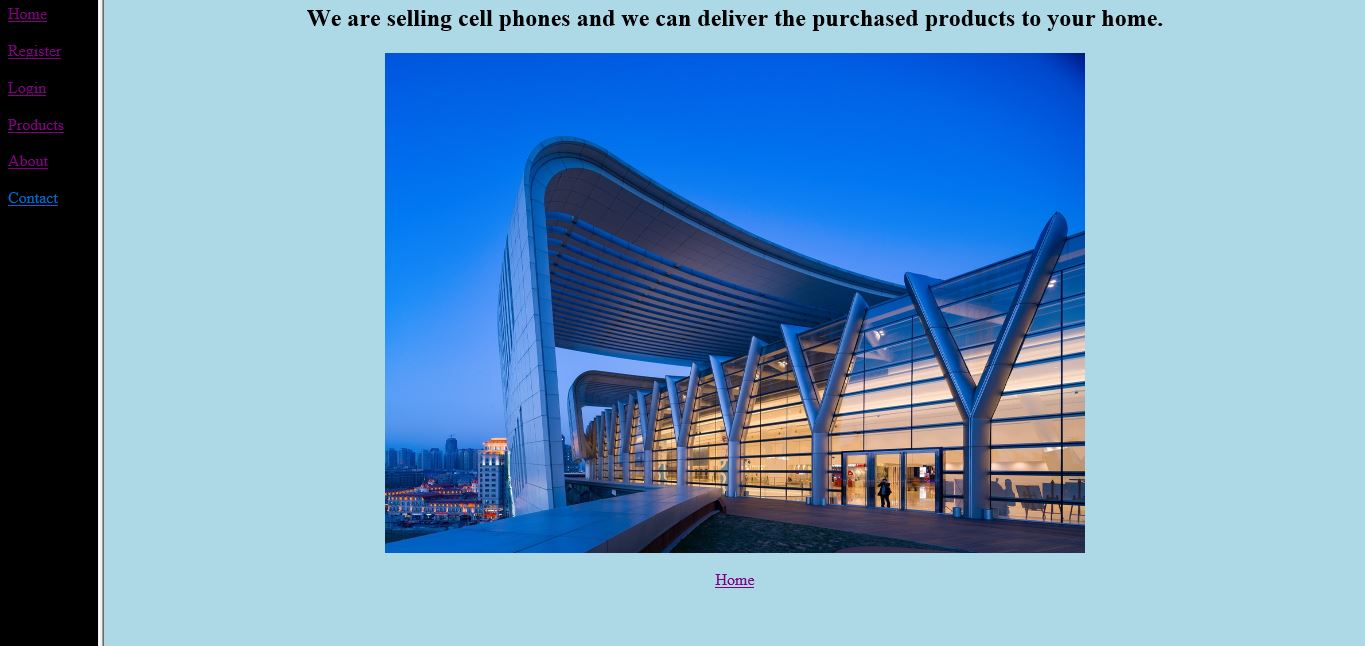 Home
Register
Login
Products
About
Contact
We are selling cell phones and we can deliver the purchased products to your home.
Home